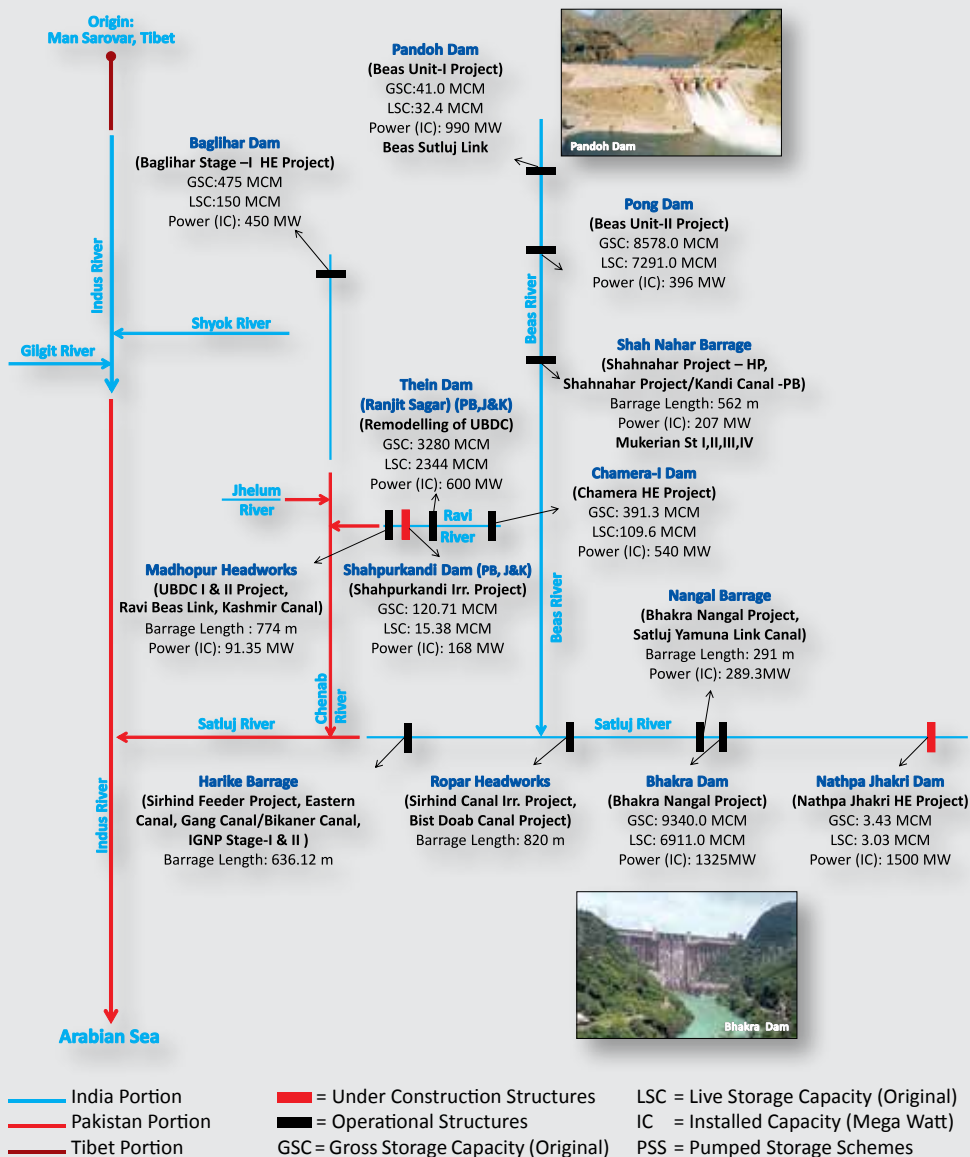 Origin:
Man Sarovar, Tibet
Indus River
Shyok River
Gilgit River
Baglihar Dam
(Baglihar Stage –I  HE Project)
GSC:475 MCM
LSC:150 MCM
Power (IC): 450 MW
Pandoh Dam
(Beas Unit-I Project)
GSC:41.0 MCM
LSC:32.4 MCM
Power (IC): 990 MW
Beas Sutluj Link
Pandoh Dam
Pong Dam
(Beas Unit-II Project)
GSC: 8578.0 MCM
LSC: 7291.0 MCM
Power (IC): 396 MW
Beas River
Shah Nahar Barrage
(Shahnahar Project – HP,
Shahnahar Project/Kandi Canal -PB)
Barrage Length: 562 m
Power (IC): 207 MW
Mukerian St I,II,III,IV
Thein Dam
(Ranjit Sagar) (PB,J&K)
(Remodelling of UBDC)
GSC: 3280 MCM
LSC: 2344 MCM
Power (IC): 600 MW
Chamera-I Dam
(Chamera HE Project)
GSC: 391.3 MCM
LSC:109.6 MCM
Power (IC): 540 MW
Jhelum
River
Ravi
River
Madhopur Headworks
(UBDC I & II Project,
Ravi Beas Link, Kashmir Canal)
Barrage Length : 774 m
Power (IC): 91.35 MW
Shahpurkandi Dam (PB, J&K)
(Shahpurkandi Irr. Project)
GSC: 120.71 MCM
LSC: 15.38 MCM
Power (IC): 168 MW
Beas River
Nangal Barrage
(Bhakra Nangal Project,
Satluj Yamuna Link Canal)
Barrage Length: 291 m
Power (IC): 289.3MW
Chenab
River
Satluj River
Satluj River
Indus River
Harike Barrage
(Sirhind Feeder Project, Eastern
Canal, Gang Canal/Bikaner Canal,
IGNP Stage-I & II )
Barrage Length: 636.12 m
Ropar Headworks
(Sirhind Canal Irr. Project,
Bist Doab Canal Project)
Barrage Length: 820 m
Bhakra Dam
(Bhakra Nangal Project)
GSC: 9340.0 MCM
LSC: 6911.0 MCM
Power (IC): 1325MW
Nathpa Jhakri Dam
(Nathpa Jhakri HE Project)
GSC: 3.43 MCM
LSC: 3.03 MCM
Power (IC): 1500 MW
Bhakra  Dam
Arabian Sea
India Portion
Pakistan Portion
Tibet Portion
= Under Construction Structures
= Operational Structures
GSC = Gross Storage Capacity (Original)
LSC = Live Storage Capacity (Original)
IC = Installed Capacity (Mega Watt)
PSS = Pumped Storage Schemes